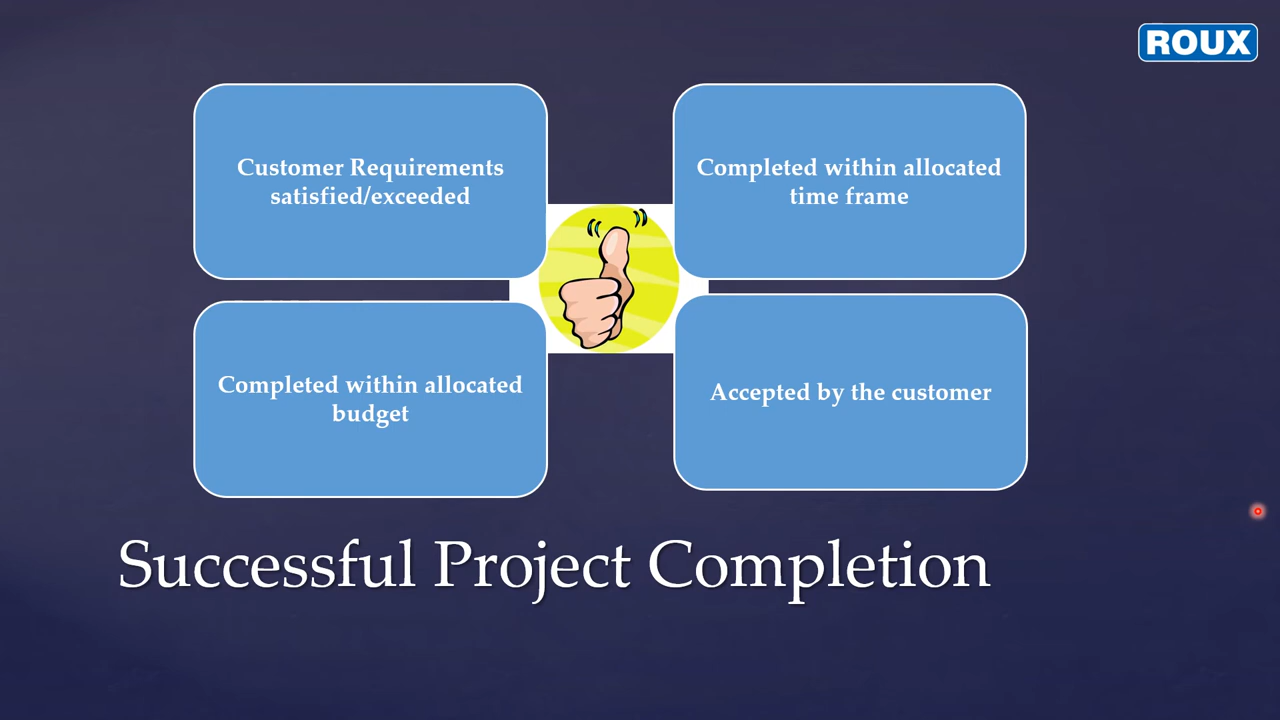 ROUX
Customer Requirements
satisfied/exceeded
Completed within allocated
time frame
Completed within allocated
budget
Accepted by the customer
Successful Project Completion